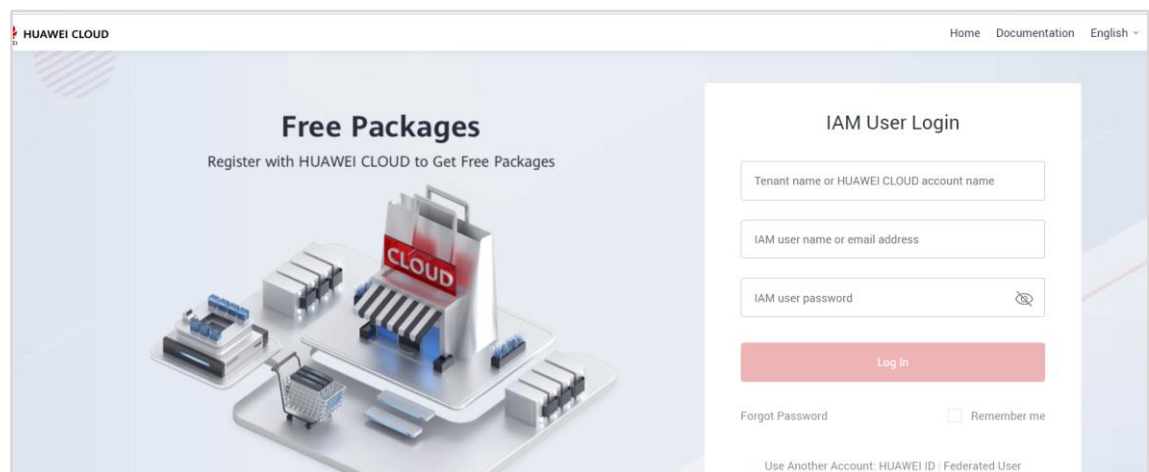 HUAWEI CLOUD
Home Documentation English
Free Packages
Register with HUAWEI CLOUD to Get Free Packages
CLOUD
IAM User Login
Tenant name or HUAWEI CLOUD account name
IAM user name or email address
IAM user password
Log In
Forgot Password Remember me
Use Another Account: HUAWEI ID | Federated User